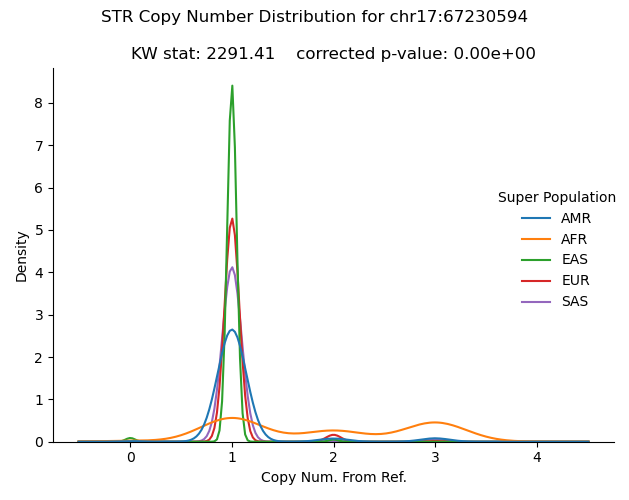 STR Copy Number Distribution for chr17:67230594
KW stat: 2291.41    corrected p-value: 0.00e+00
8
7
6
5
4
3
2
1
0
Density
0 1 2 3 4
Copy Num. From Ref.
Super Population
AMR
AFR
EAS
EUR
SAS